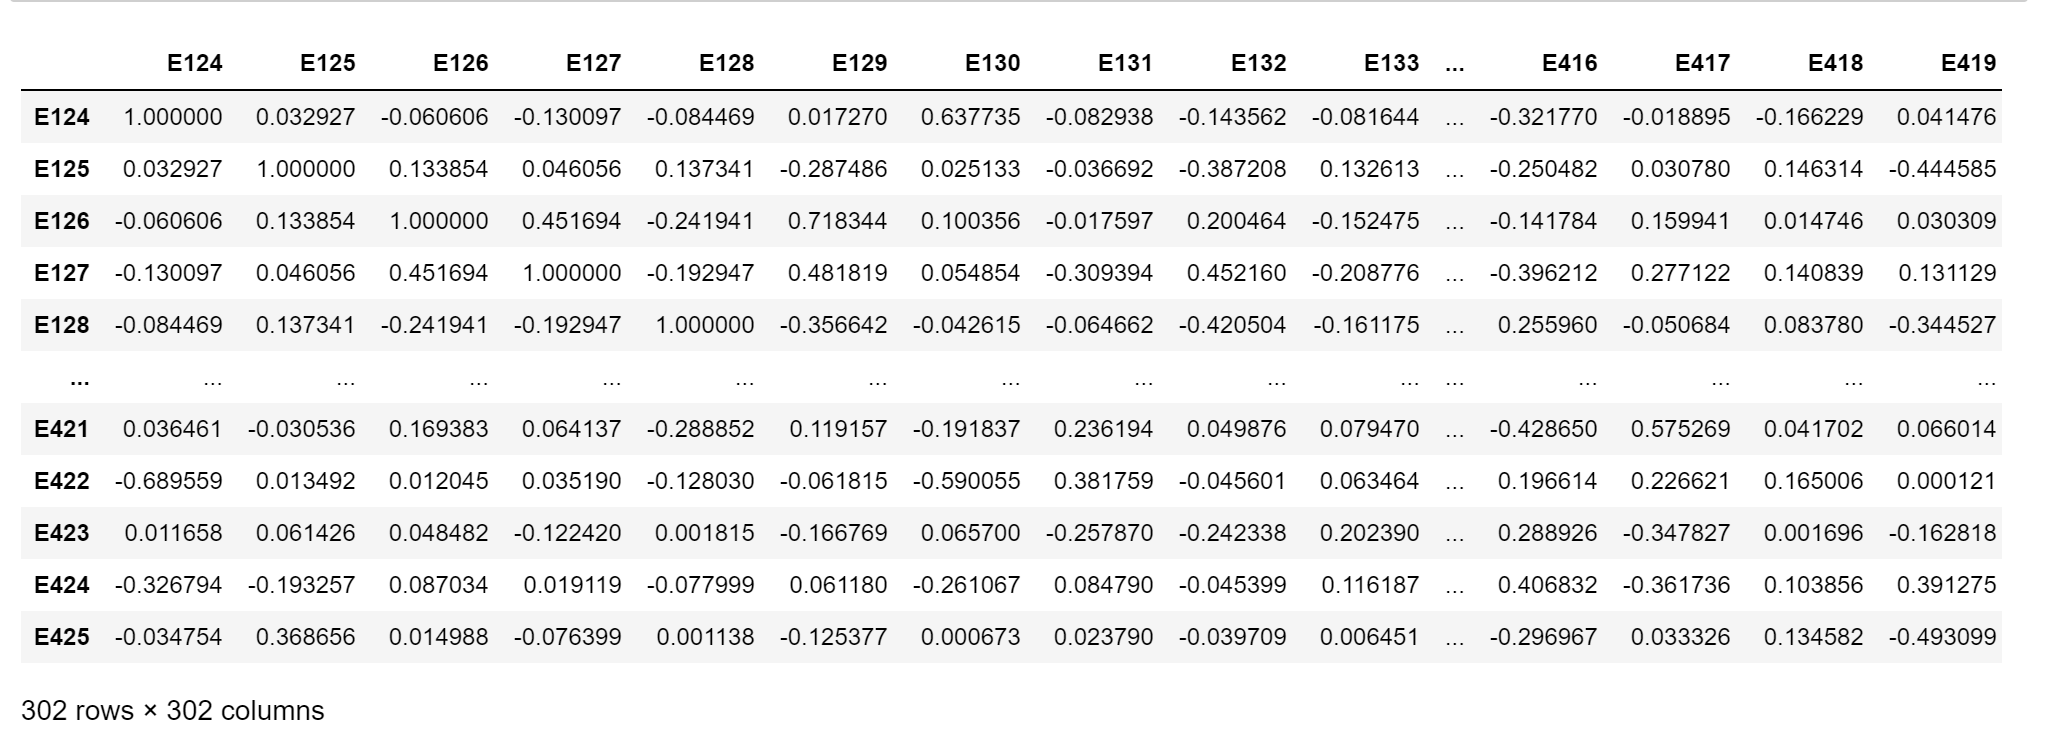 E124 E125 E126 E127 E128 E129 E130 E131 E132 E133 ... E416 E417 E418 E419
E124 1.000000 0.032927 -0.060606 -0.130097 -0.084469 0.017270 0.637735 -0.082938 -0.143562 -0.081644 ... -0.321770 -0.018895 -0.166229 0.041476
E125 0.032927 1.000000 0.133854 0.046056 0.137341 -0.287486 0.025133 -0.036692 -0.387208 0.132613 ... -0.250482 0.030780 0.146314 -0.444585
E126 -0.060606 0.133854 1.000000 0.451694 -0.241941 0.718344 0.100356 -0.017597 0.200464 -0.152475 ... -0.141784 0.159941 0.014746 0.030309
E127 -0.130097 0.046056 0.451694 1.000000 -0.192947 0.481819 0.054854 -0.309394 0.452160 -0.208776 ... -0.396212 0.277122 0.140839 0.131129
E128 -0.084469 0.137341 -0.241941 -0.192947 1.000000 -0.356642 -0.042615 -0.064662 -0.420504 -0.161175 ... 0.255960 -0.050684 0.083780 -0.344527
... ... ... ... ... ... ... ... ... ... ... ... ... ... ... ...
E421 0.036461 -0.030536 0.169383 0.064137 -0.288852 0.119157 -0.191837 0.236194 0.049876 0.079470 ... -0.428650 0.575269 0.041702 0.066014
E422 -0.689559 0.013492 0.012045 0.035190 -0.128030 -0.061815 -0.590055 0.381759 -0.045601 0.063464 ... 0.196614 0.226621 0.165006 0.000121
E423 0.011658 0.061426 0.048482 -0.122420 0.001815 -0.166769 0.065700 -0.257870 -0.242338 0.202390 ... 0.288926 -0.347827 0.001696 -0.162818
E424 -0.326794 -0.193257 0.087034 0.019119 -0.077999 0.061180 -0.261067 0.084790 -0.045399 0.116187 ... 0.406832 -0.361736 0.103856 0.391275
E425 -0.034754 0.368656 0.014988 -0.076399 0.001138 -0.125377 0.000673 0.023790 -0.039709 0.006451 ... -0.296967 0.033326 0.134582 -0.493099
302 rows × 302 columns